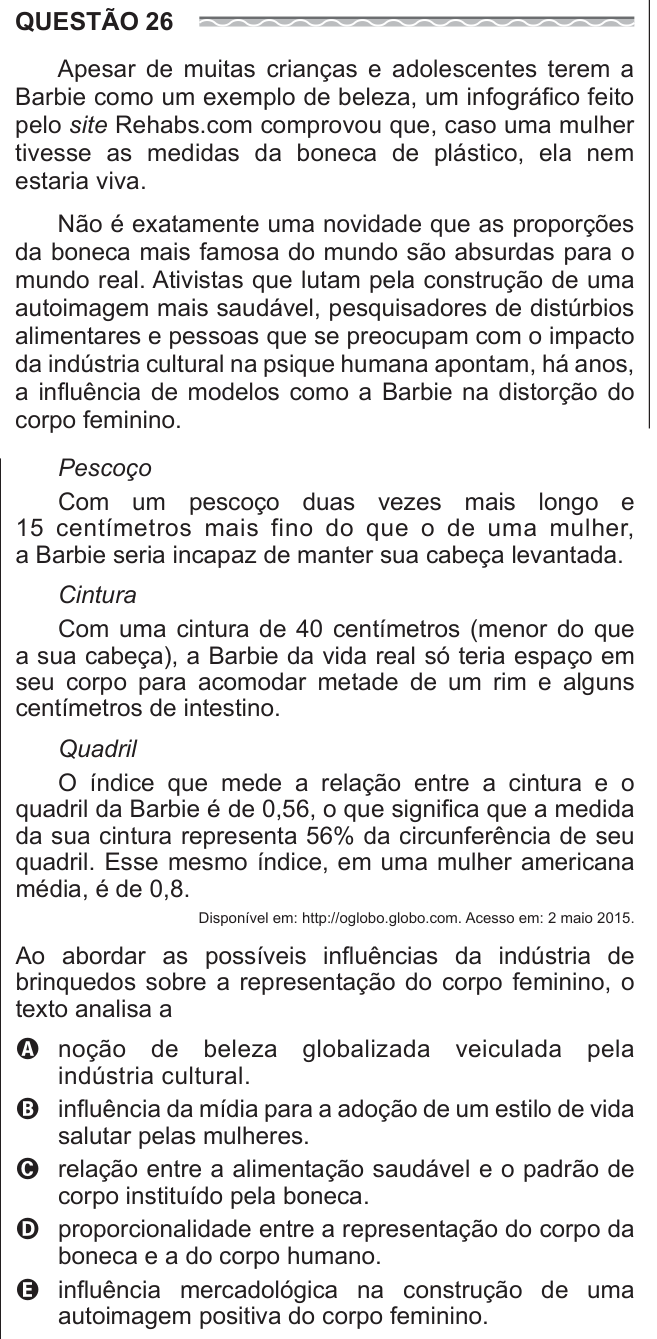 QUESTÃO 26
Apesar de muitas crianças e adolescentes terem a
Barbie como um exemplo de beleza, um infográfico feito
pelo site Rehabs.com comprovou que, caso uma mulher
tivesse as medidas da boneca de plástico, ela nem
estaria viva.
Não é exatamente uma novidade que as proporções
da boneca mais famosa do mundo são absurdas para o
mundo real. Ativistas que lutam pela construção de uma
autoimagem mais saudável, pesquisadores de distúrbios
alimentares e pessoas que se preocupam com o impacto
da indústria cultural na psique humana apontam, há anos,
a influência de modelos como a Barbie na distorção do
corpo feminino.
Pescoço
Com um pescoço duas vezes mais longo e
15 centímetros mais fino do que o de uma mulher,
a Barbie seria incapaz de manter sua cabeça levantada.
Cintura
Com uma cintura de 40 centímetros (menor do que
a sua cabeça), a Barbie da vida real só teria espaço em
seu corpo para acomodar metade de um rim e alguns
centímetros de intestino.
Quadril
O índice que mede a relação entre a cintura e o
quadril da Barbie é de 0,56, o que significa que a medida
da sua cintura representa 56% da circunferência de seu
quadril. Esse mesmo índice, em uma mulher americana
média, é de 0,8.
Disponível em: http://oglobo.globo.com. Acesso em: 2 maio 2015.
Ao abordar as possíveis influências da indústria de
brinquedos sobre a representação do corpo feminino, o
texto analisa a
A noção de beleza globalizada veiculada pela
indústria cultural.
B influência da mídia para a adoção de um estilo de vida
salutar pelas mulheres.
C relação entre a alimentação saudável e o padrão de
corpo instituído pela boneca.
D proporcionalidade entre a representação do corpo da
boneca e a do corpo humano.
E influência mercadológica na construção de uma
autoimagem positiva do corpo feminino.